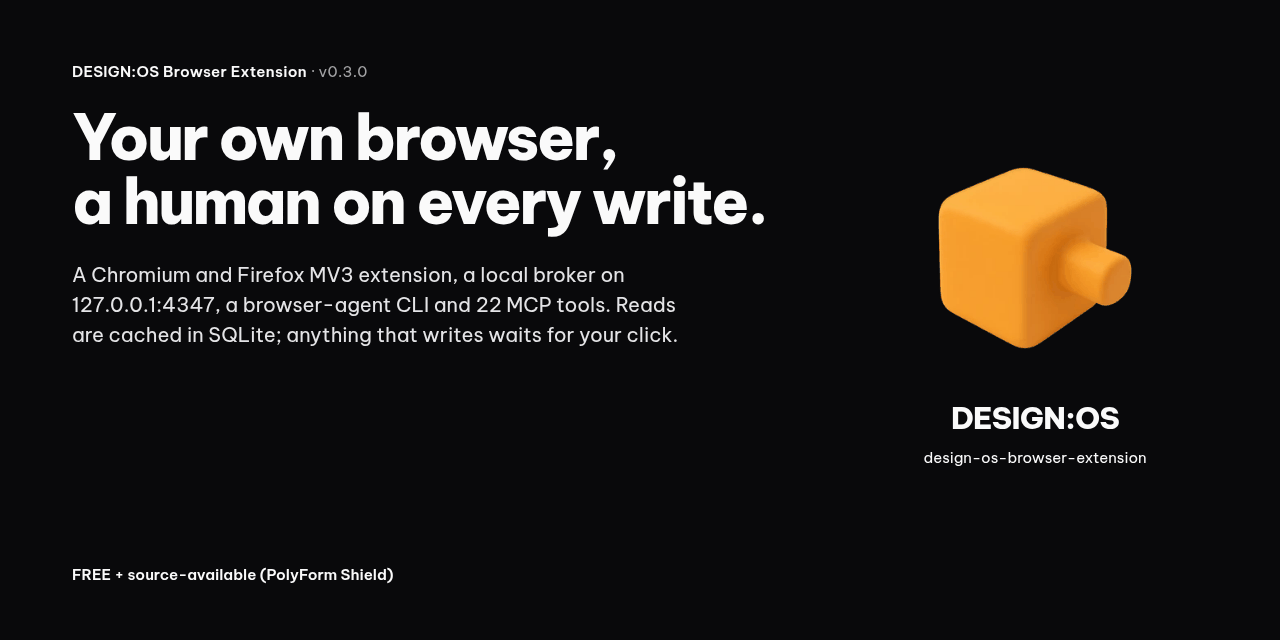 DESIGN:OS Browser Extension · v0.3.0
Your own browser,
a human on every write.
A Chromium and Firefox MV3 extension, a local broker on
127.0.0.1:4347, a browser-agent CLI and 22 MCP tools. Reads
are cached in SQLite; anything that writes waits for your click.
DESIGN:OS
design-os-browser-extension
FREE + source-available (PolyForm Shield)